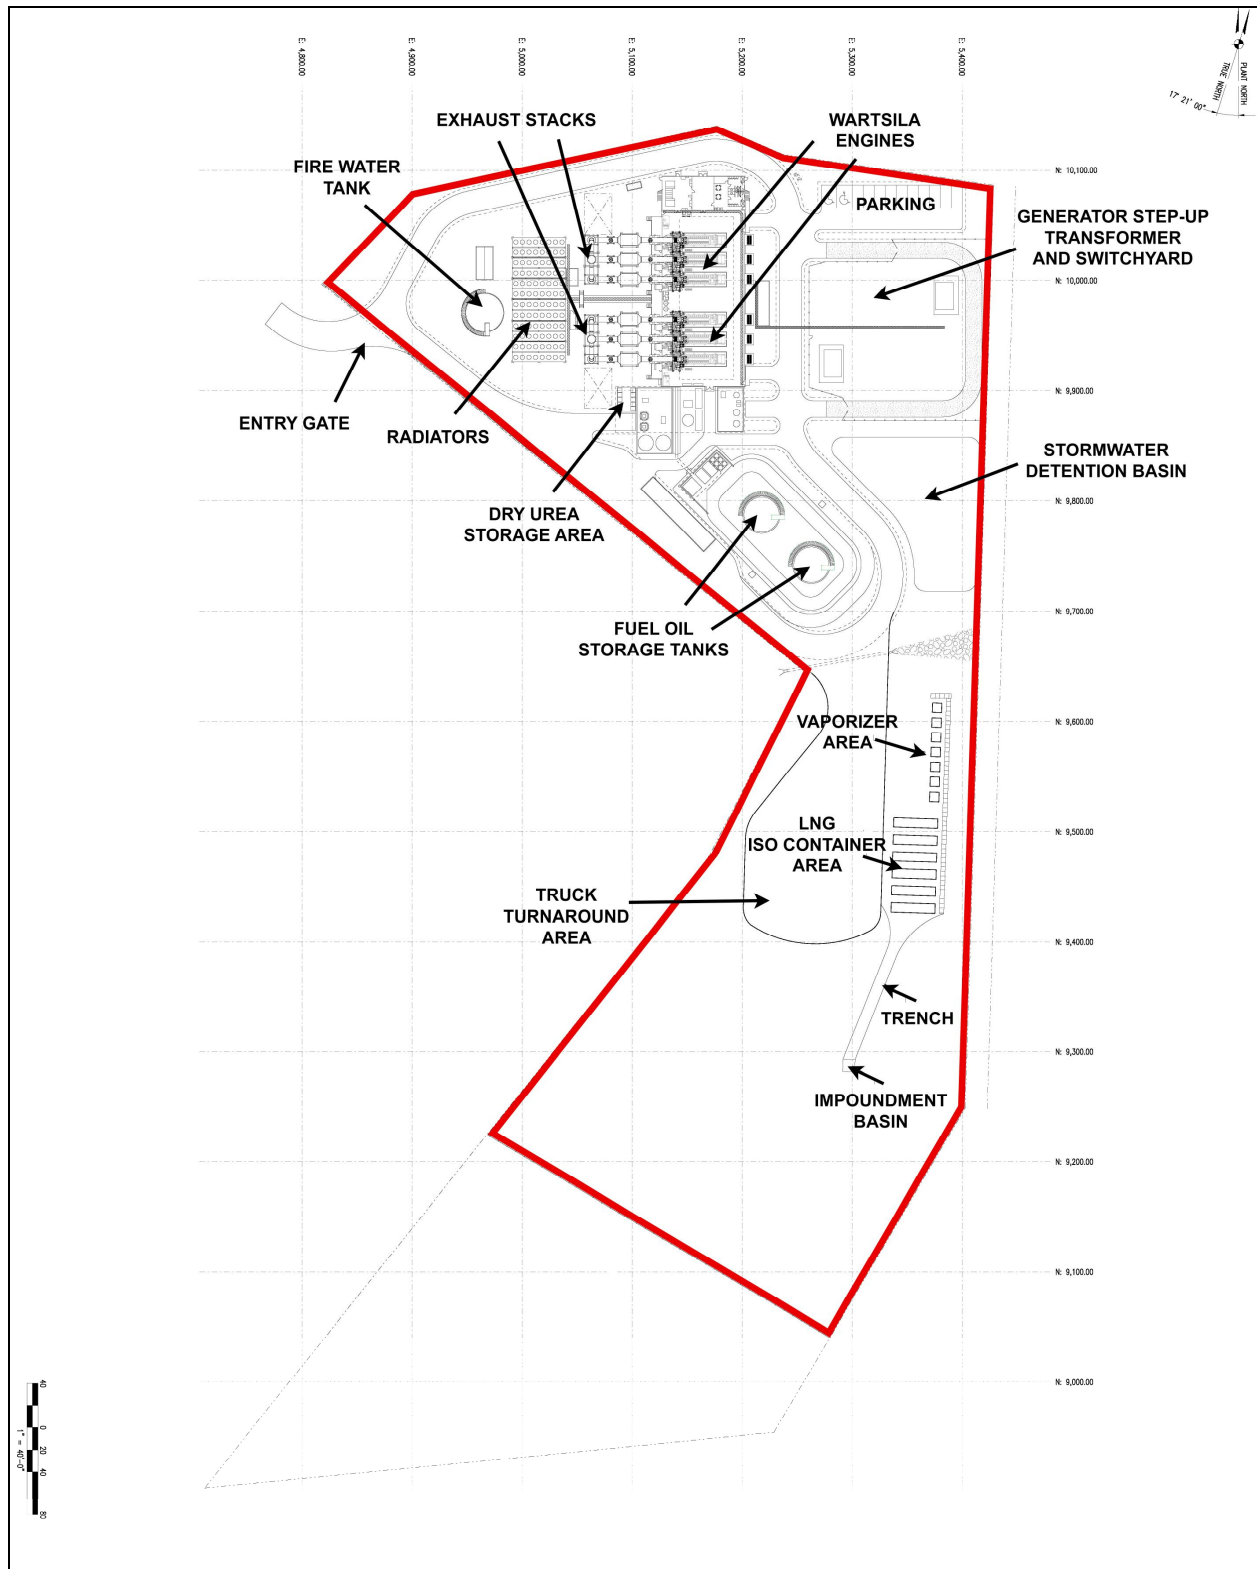 E: 4,800.00
E: 4,900.00
E: 5,000.00
E: 5,100.00
E: 5,200.00
E: 5,300.00
E: 5,400.00
PLANT NORTH
TRUE NORTH
17° 21' 00"
EXHAUST STACKS
WARTSILA
ENGINES
FIRE WATER
TANK
N: 10,100.00
PARKING
GENERATOR STEP-UP
TRANSFORMER
AND SWITCHYARD
N: 10,000.00
N: 9,900.00
ENTRY GATE
RADIATORS
STORMWATER
DETENTION BASIN
N: 9,800.00
DRY UREA
STORAGE AREA
N: 9,700.00
FUEL OIL
STORAGE TANKS
N: 9,600.00
VAPORIZER
AREA
LNG
ISO CONTAINER
AREA
N: 9,500.00
TRUCK
TURNAROUND
AREA
N: 9,400.00
TRENCH
N: 9,300.00
IMPOUNDMENT
BASIN
N: 9,200.00
N: 9,100.00
N: 9,000.00
40
0
20
40
80
1" = 40'-0"